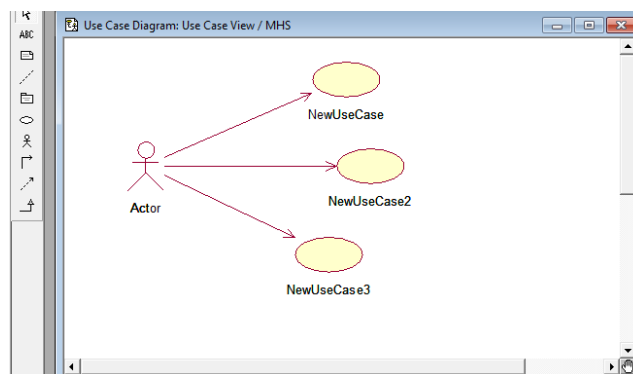 Use Case Diagram: Use Case View / MHS
ABC
NewUseCase
NewUseCase2
Actor
NewUseCase3